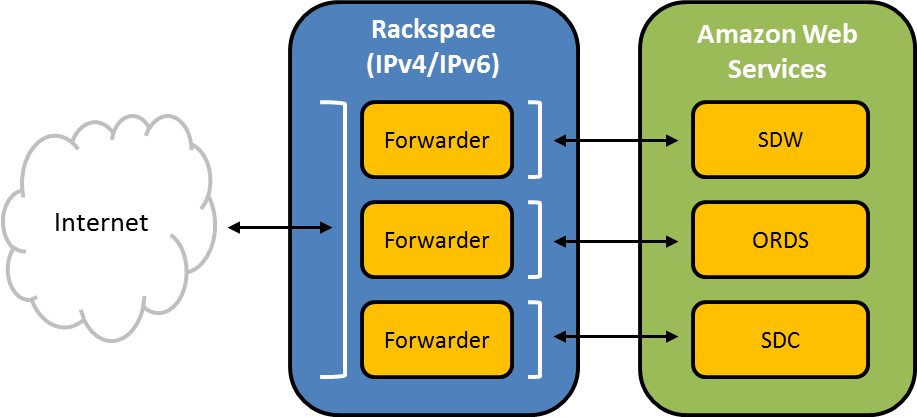 Internet
Rackspace
(IPv4/IPv6)
Forwarder
Forwarder
Forwarder
Amazon Web
Services
SDW
ORDS
SDC